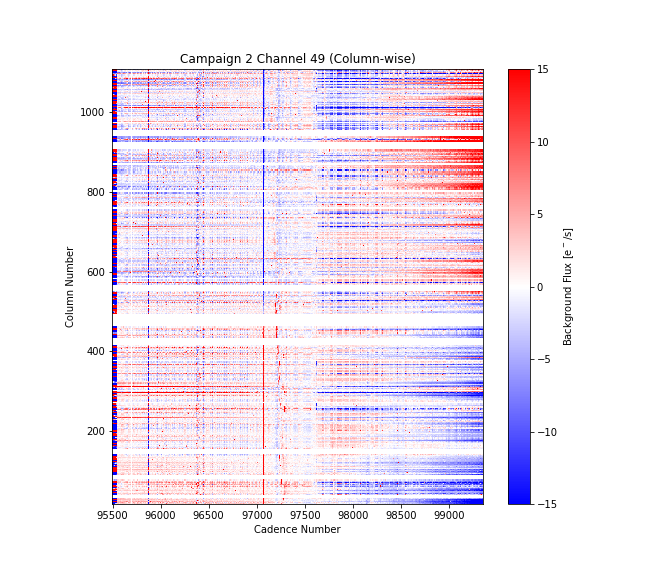 Campaign 2 Channel 49 (Column-wise)
1000
800
600
400
200
Column Number
95500 96000 96500 97000 97500 98000 98500 99000
Cadence Number
15
10
5
0
−5
−10
−15
Background Flux [e⁻/s]